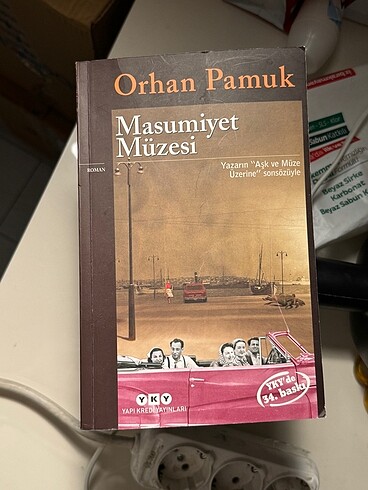 Orhan Pamuk
Masumiyet
Müzesi
ROMAN
Yazarın "Aşk ve Müze
Üzerine" sonsözüyle
YKY
YAPI KREDİ YAYINLARI
YKY'de
34. baskı
Sabun Katkılı
Beyaz Sirke
Karbonat
Beyaz Sabun